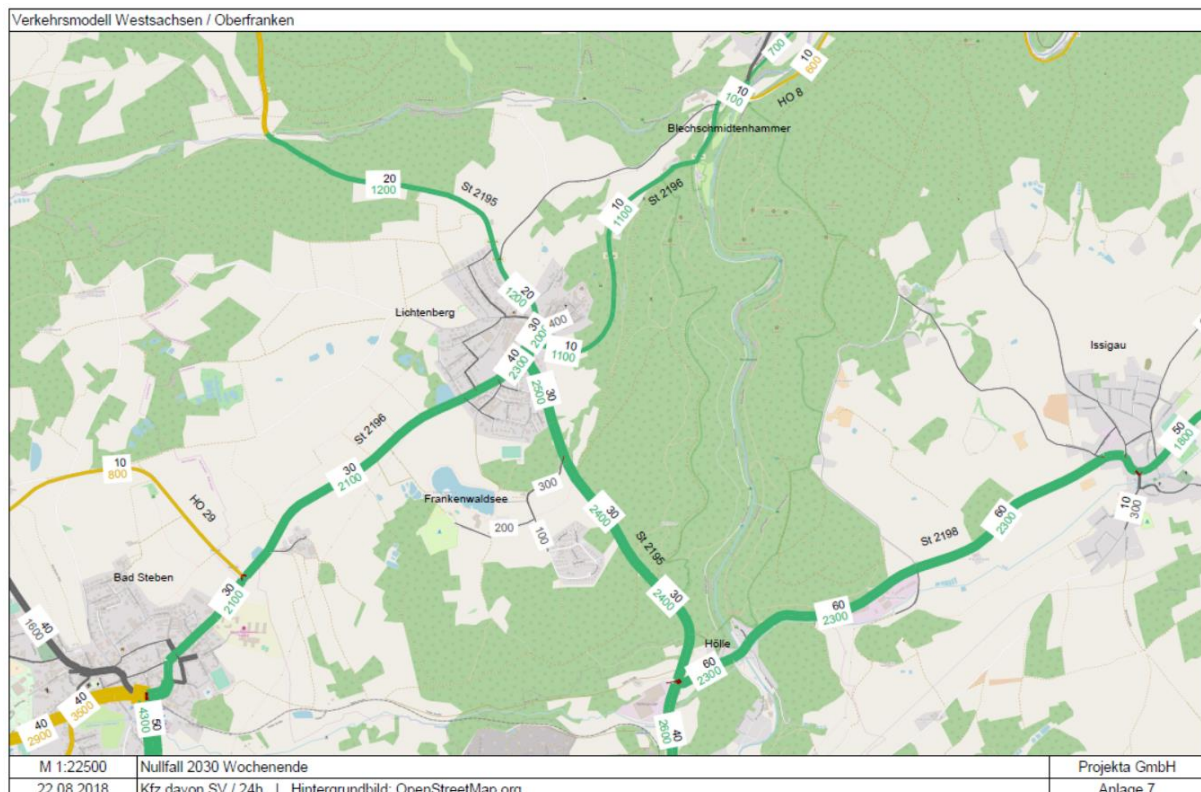 Verkehrsmodell Westsachsen / Oberfranken
700
10
800
10
100
HO 8
Blechschmidtenhammer
20
1200
St 2195
10
1100
St 2196
20
1200
Lichtenberg
30
400
10
1100
40
2300
30
2500
Issigau
50
1800
St 2196
30
2100
10
800
HO 29
Frankenwaldsee
300
200
100
30
2400
St 2195
60
2300
St 2198
10
300
Bad Steben
30
2100
30
2400
60
2300
Hölle
60
2300
40
1600
40
3500
40
2900
50
4300
40
2600
M 1:22500
Nullfall 2030 Wochenende
Projekta GmbH
22.08.2018
Kfz davon SV / 24h | Hintergrundbild: OpenStreetMap.org
Anlage 7